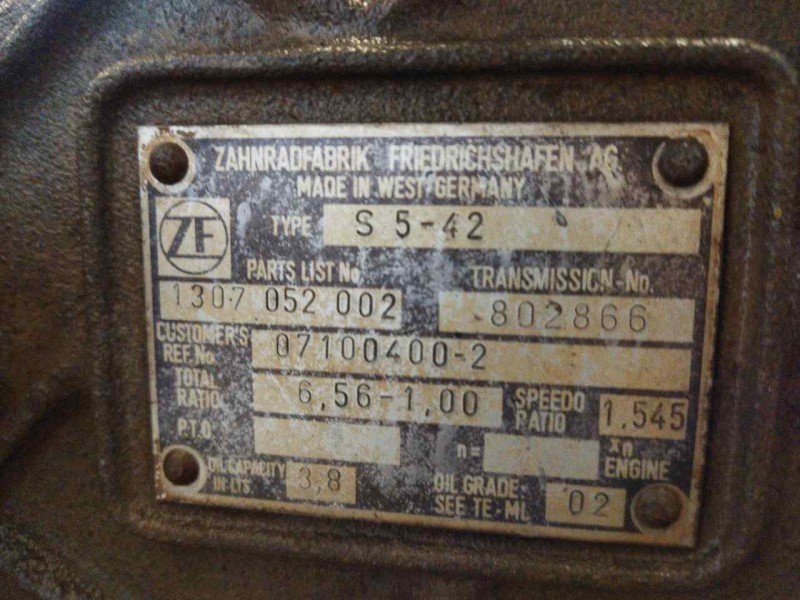 ZAHNRADFABRIK FRIEDRICHSHAFEN AG
MADE IN WEST GERMANY
ZF
TYPE S 5-42
PARTS LIST No. TRANSMISSION-No.
1307 052 002 802866
CUSTOMER'S
REF.No. 07100400-2
TOTAL
RATIO 6,56-1,00
SPEEDO
RATIO 1.545
P.T.O.
n= xn
ENGINE
OIL CAPACITY
IN LTS. 3,8
OIL GRADE
SEE TE-ML 02